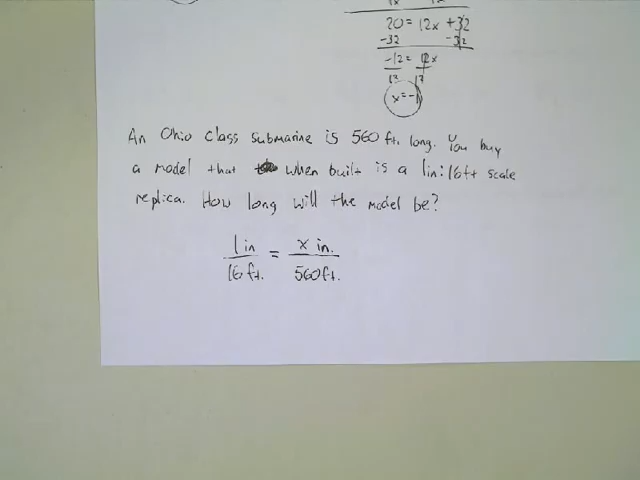 20 = 12x + 32
-32 -32
-12 = 12x
12 12
x = -1
An Ohio Class submarine is 560 ft. long. You buy
a model that when built is a 1in:16ft scale
replica. How long will the model be?
1 in = x in.
16 ft. 560 ft.